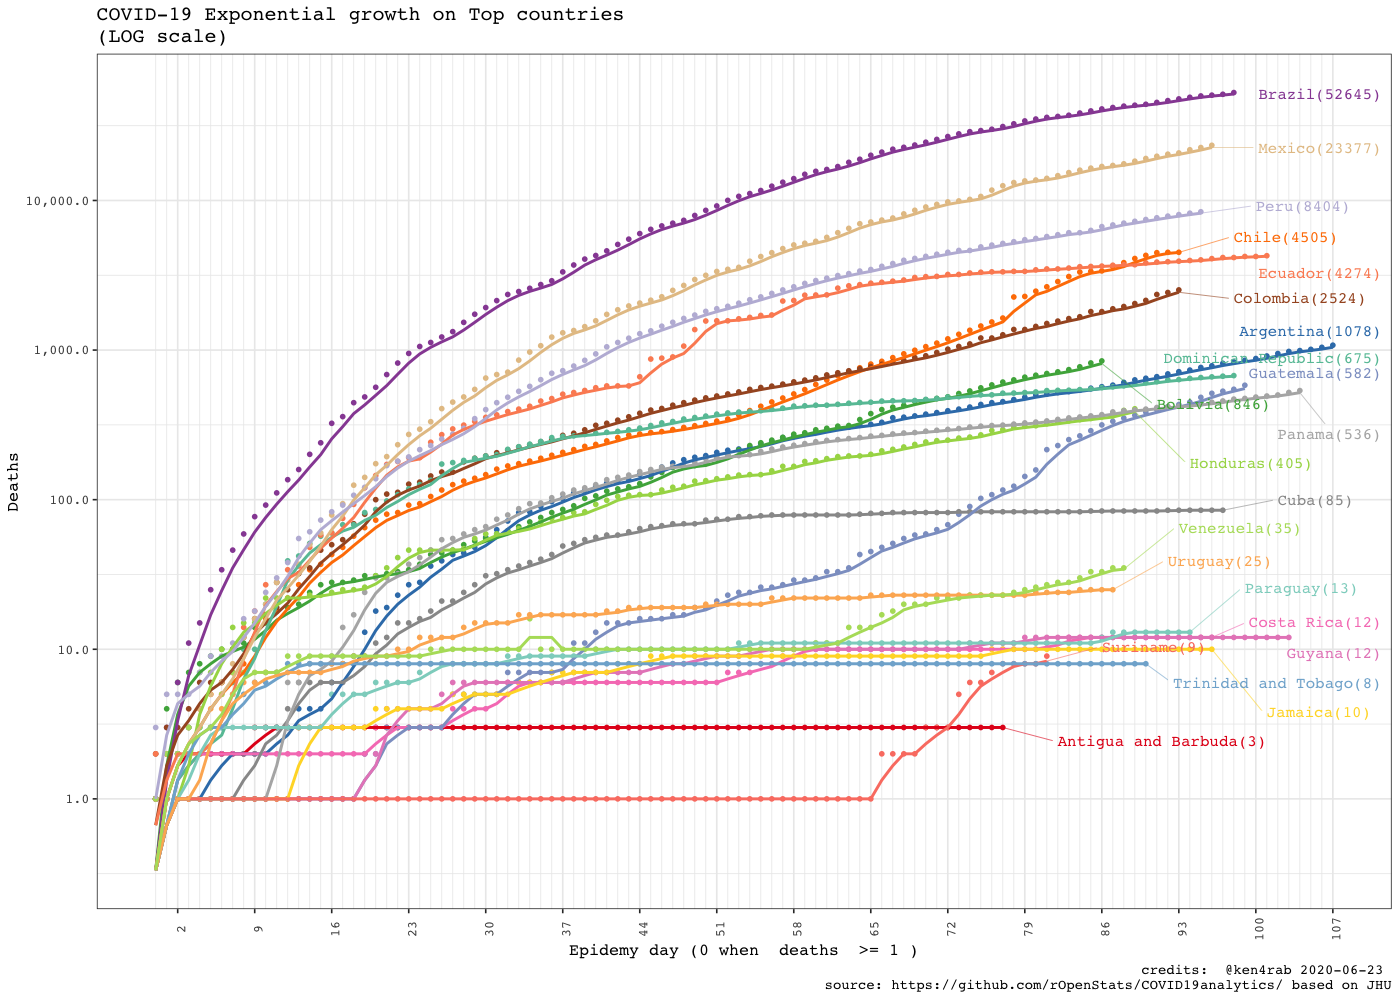 COVID-19 Exponential growth on Top countries
(LOG scale)
Brazil(52645)
Mexico(23377)
10,000.0
Peru(8404)
Chile(4505)
Ecuador(4274)
Colombia(2524)
Argentina(1078)
1,000.0
Dominican Republic(675)
Guatemala(582)
Bolivia(846)
Panama(536)
Honduras(405)
100.0
Cuba(85)
Deaths
Venezuela(35)
Uruguay(25)
Paraguay(13)
Costa Rica(12)
10.0
Suriname(9)
Guyana(12)
Trinidad and Tobago(8)
Jamaica(10)
Antigua and Barbuda(3)
1.0
2 9 16 23 30 37 44 51 58 65 72 79 86 93 100 107
Epidemy day (0 when  deaths  >= 1 )
credits:  @ken4rab 2020-06-23
source: https://github.com/rOpenStats/COVID19analytics/ based on JHU